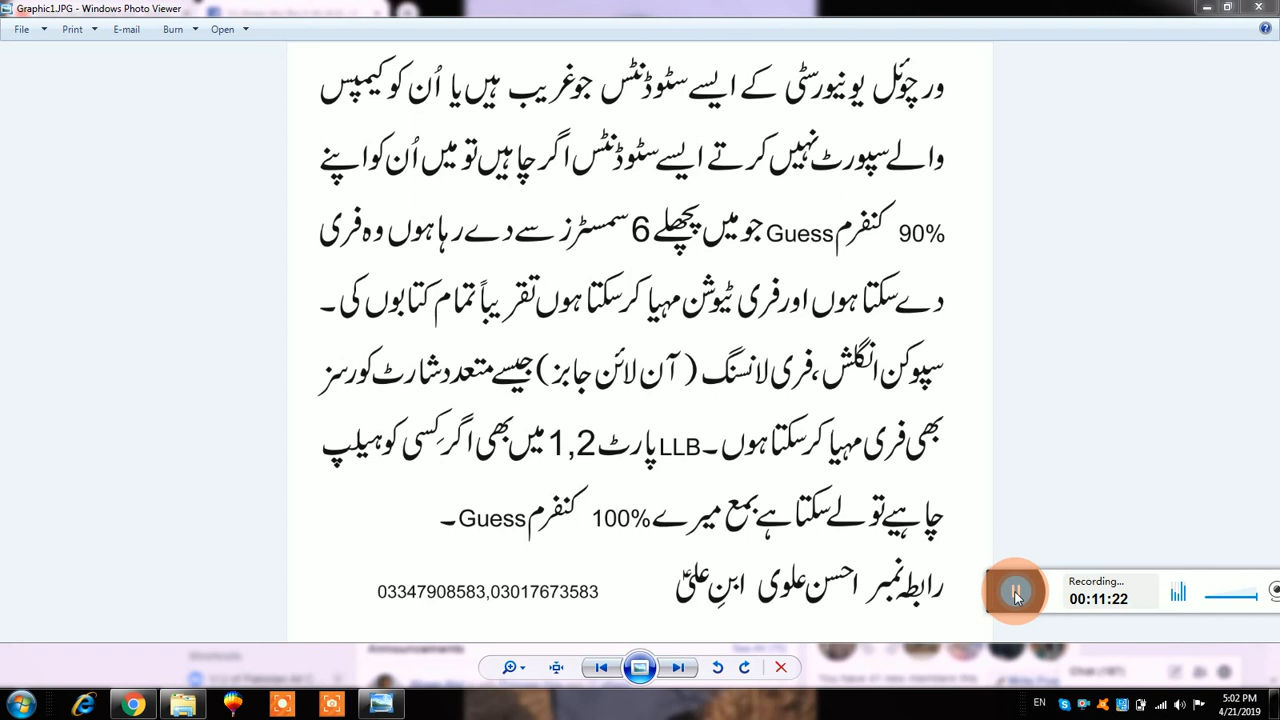 Graphic1.JPG - Windows Photo Viewer
File Print E-mail Burn Open
ورچوئل یونیورسٹی کے ایسے سٹوڈنٹس جو غریب ہیں یا اُن کو کیمپس
والے سپورٹ نہیں کرتے ایسے سٹوڈنٹس اگر چاہیں تو میں اُن کو اپنے
90% کنفرم Guess جو میں پچھلے 6 سمسٹرز سے دے رہا ہوں وہ فری
دے سکتا ہوں اور فری ٹیوشن مہیا کر سکتا ہوں تقریباً تمام کتابوں کی۔
سپوکن انگلش، فری لانسنگ (آن لائن جابز) جیسے متعدد شارٹ کورسز
بھی فری مہیا کر سکتا ہوں۔ LLB پارٹ 1,2 میں بھی اگر کِسی کو ہیلپ
چاہیے تو لے سکتا ہے بمع میرے 100% کنفرم Guess۔
رابطہ نمبر احسن علوی ابنِ علیؑ 03347908583,03017673583
Recording...
00:11:22
Announcements
EN
5:02 PM
4/21/2019